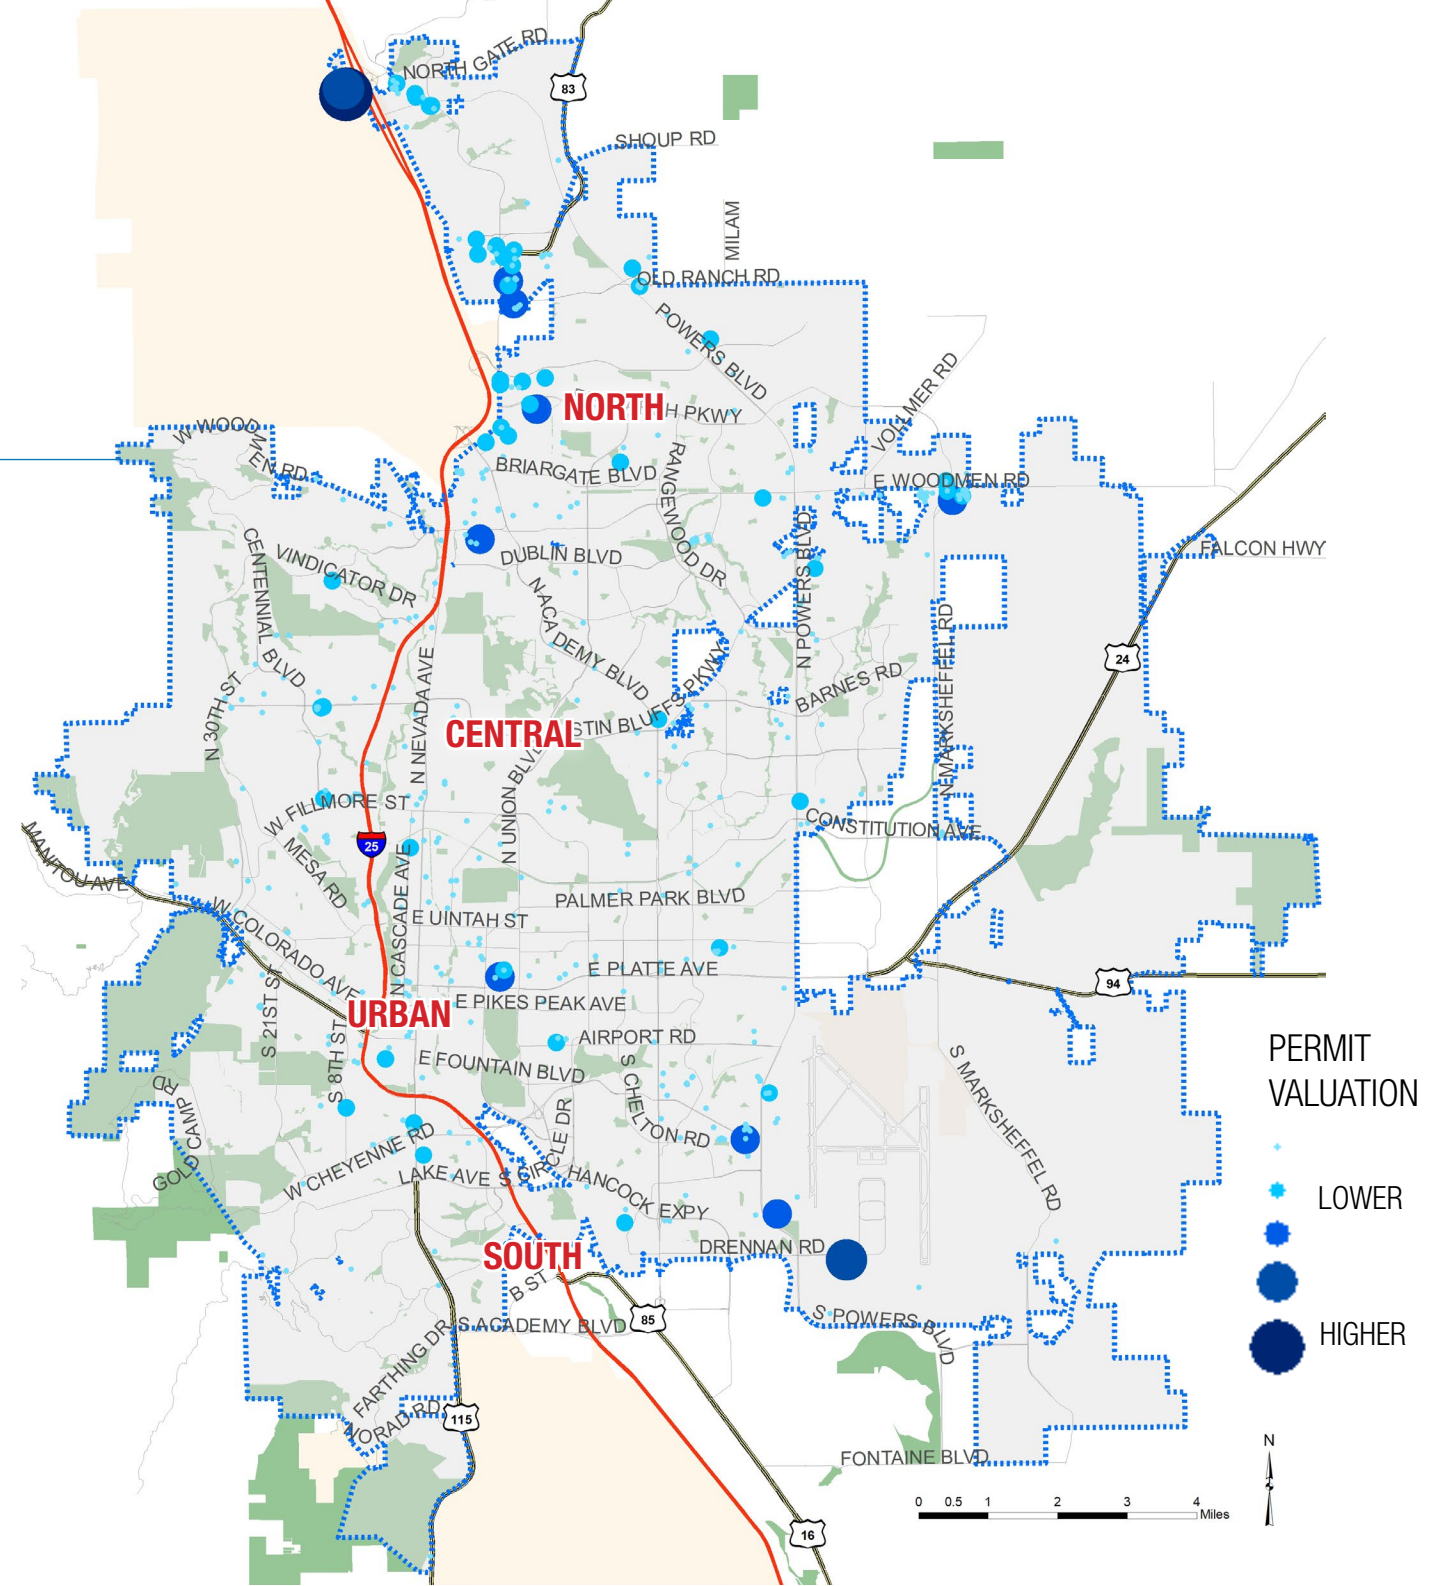 NORTH GATE RD
83
SHOUP RD
MILAM
OLD RANCH RD
POWERS BLVD
VOLLMER RD
NORTH
H PKWY
W WOODMEN RD
BRIARGATE BLVD
RANGEWOOD DR
E WOODMEN RD
FALCON HWY
CENTENNIAL BLVD
VINDICATOR DR
DUBLIN BLVD
N ACADEMY BLVD
N POWERS BLVD
N MARKSHEFFEL RD
24
N 30TH ST
N NEVADA AVE
BARNES RD
CENTRAL
STIN BLUFFS PKWY
N UNION BLVD
W FILLMORE ST
CONSTITUTION AVE
25
MESA RD
MANITOU AVE
N CASCADE AVE
PALMER PARK BLVD
W COLORADO AVE
E UINTAH ST
E PLATTE AVE
94
S 21ST ST
URBAN
E PIKES PEAK AVE
S 8TH ST
AIRPORT RD
E FOUNTAIN BLVD
S CHELTON RD
S MARKSHEFFEL RD
PERMIT
VALUATION
GOLD CAMP RD
W CHEYENNE RD
LAKE AVE
S CIRCLE DR
HANCOCK EXPY
LOWER
SOUTH
DRENNAN RD
B ST
85
S POWERS BLVD
S ACADEMY BLVD
HIGHER
FARTHING DR
NORAD RD
115
FONTAINE BLVD
N
0 0.5 1 2 3 4
Miles
16